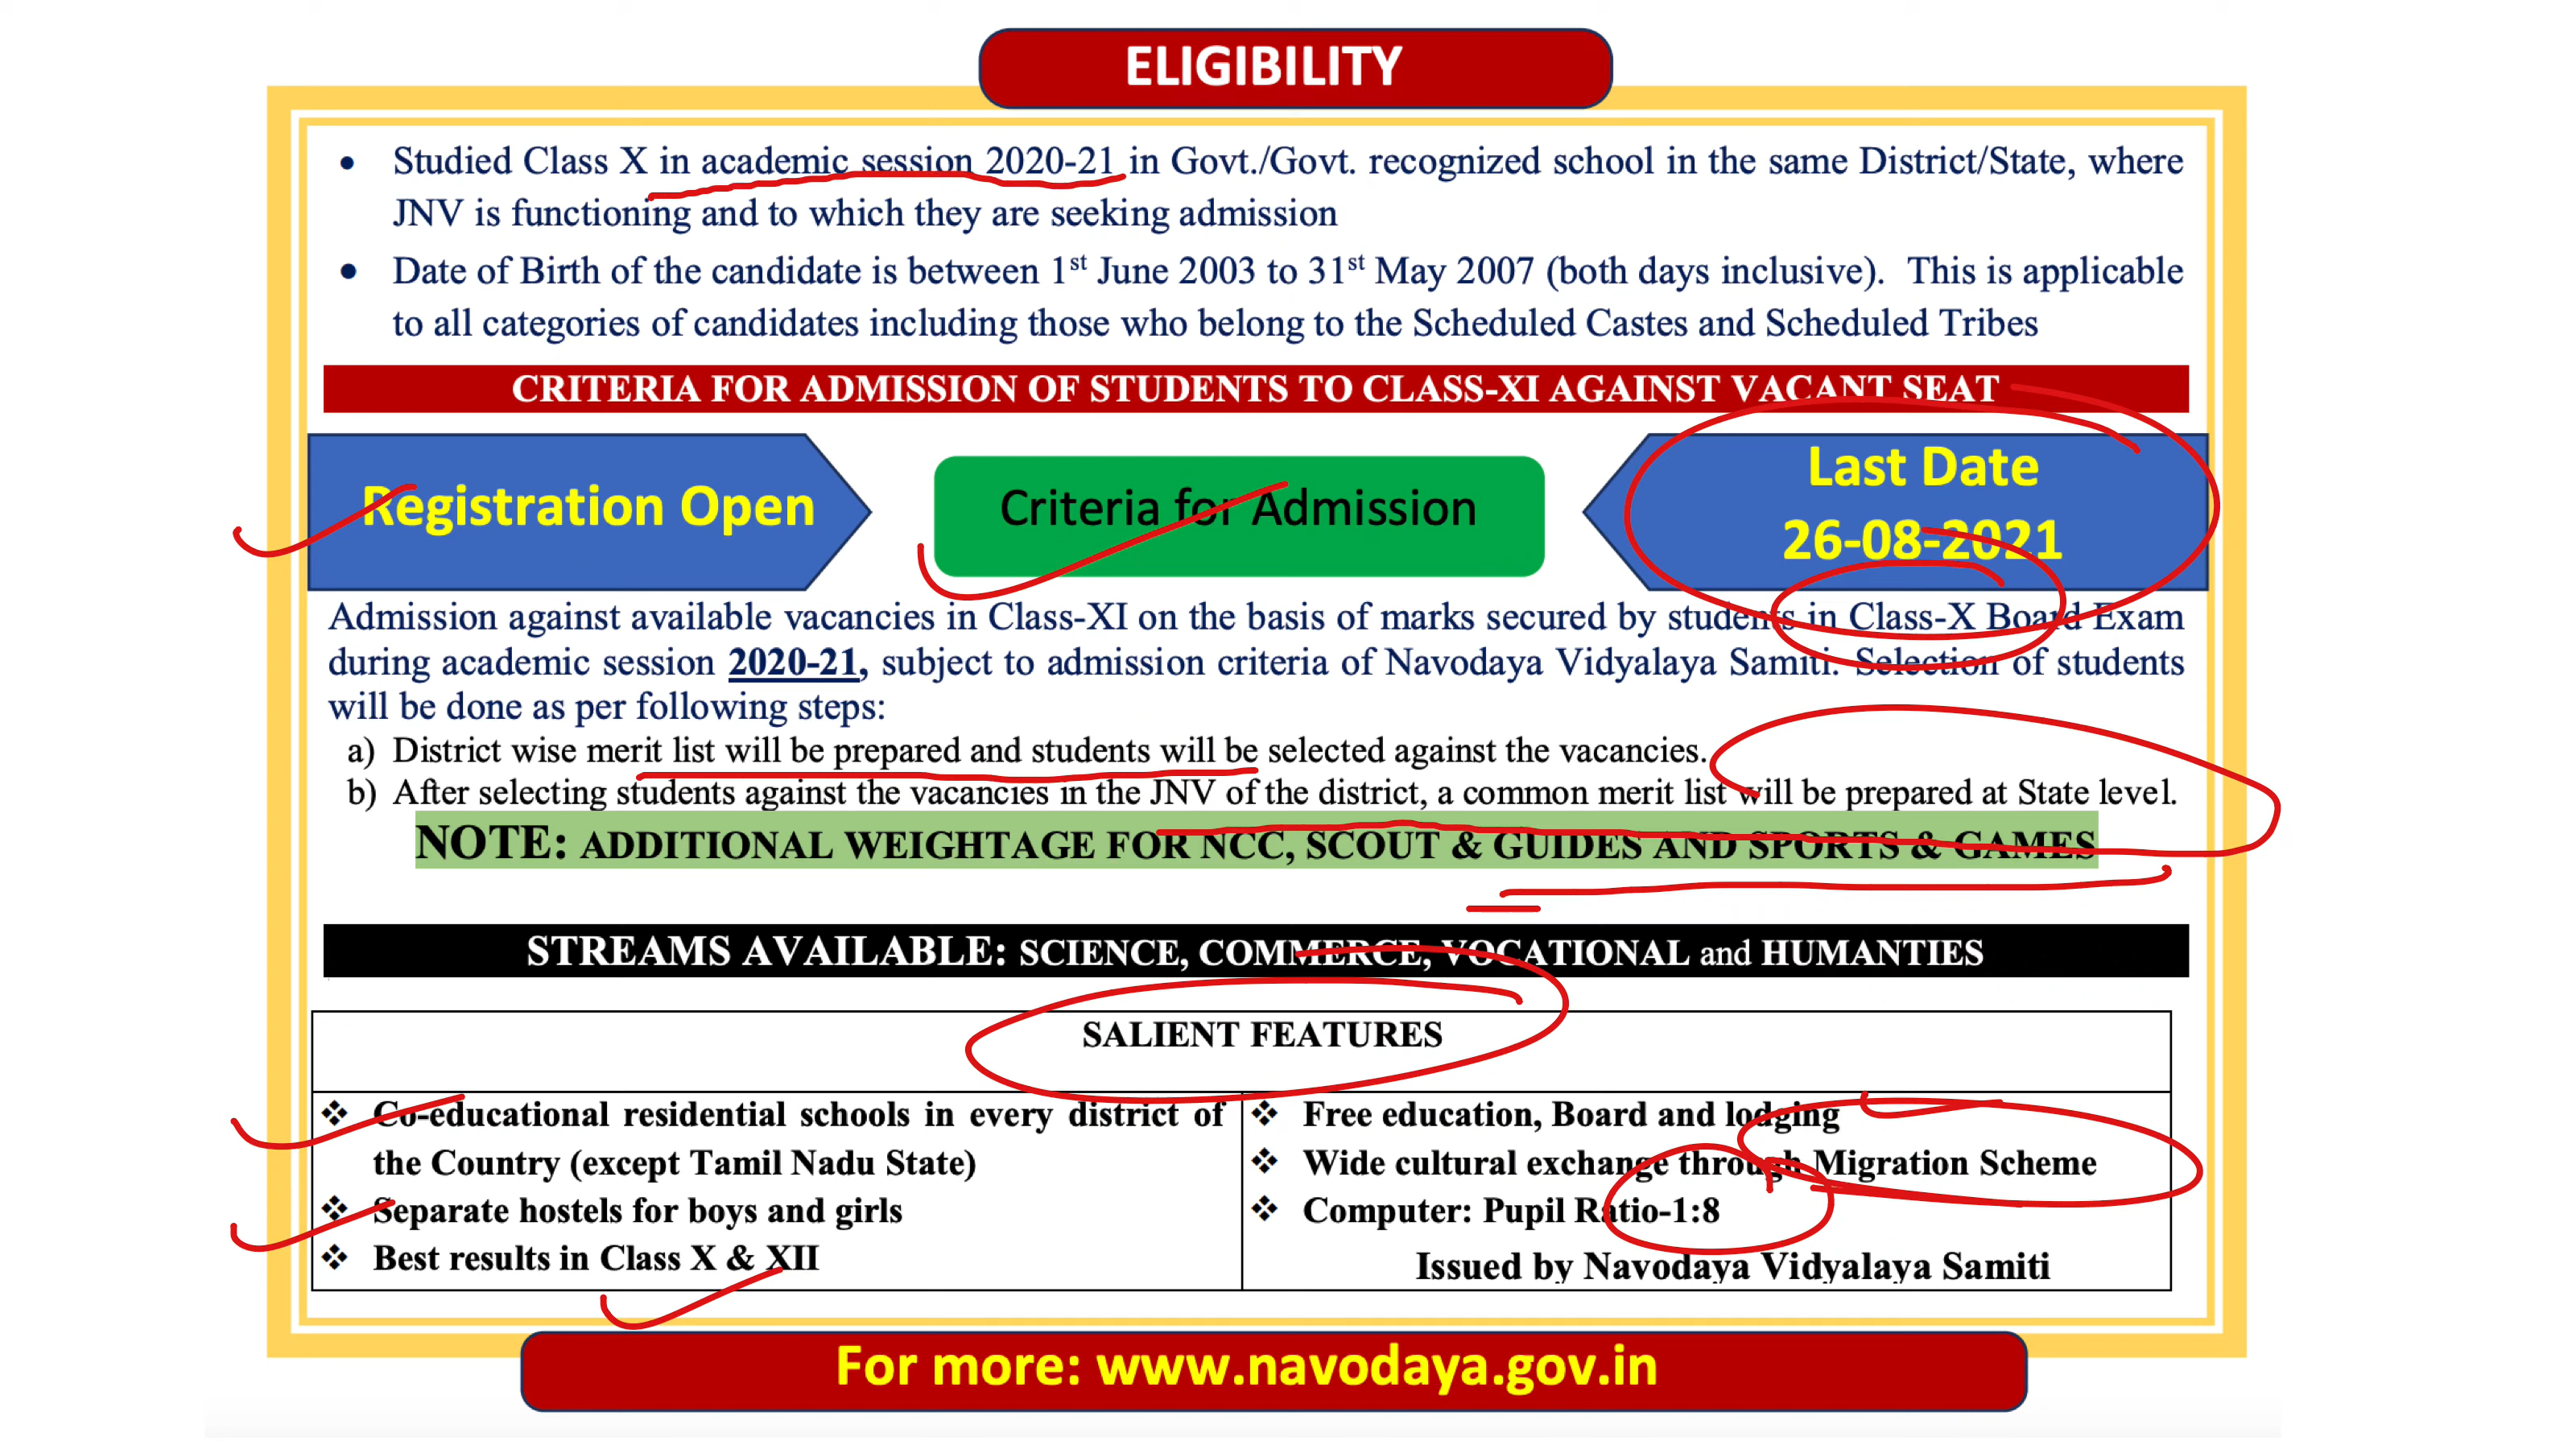 ELIGIBILITY
• Studied Class X in academic session 2020-21 in Govt./Govt. recognized school in the same District/State, where
JNV is functioning and to which they are seeking admission
• Date of Birth of the candidate is between 1st June 2003 to 31st May 2007 (both days inclusive). This is applicable
to all categories of candidates including those who belong to the Scheduled Castes and Scheduled Tribes
CRITERIA FOR ADMISSION OF STUDENTS TO CLASS-XI AGAINST VACANT SEAT
Registration Open
Criteria for Admission
Last Date
26-08-2021
Admission against available vacancies in Class-XI on the basis of marks secured by students in Class-X Board Exam
during academic session 2020-21, subject to admission criteria of Navodaya Vidyalaya Samiti. Selection of students
will be done as per following steps:
a) District wise merit list will be prepared and students will be selected against the vacancies.
b) After selecting students against the vacancies in the JNV of the district, a common merit list will be prepared at State level.
NOTE: ADDITIONAL WEIGHTAGE FOR NCC, SCOUT & GUIDES AND SPORTS & GAMES
STREAMS AVAILABLE: SCIENCE, COMMERCE, VOCATIONAL and HUMANTIES
SALIENT FEATURES
❖ Co-educational residential schools in every district of
the Country (except Tamil Nadu State)
❖ Separate hostels for boys and girls
❖ Best results in Class X & XII
❖ Free education, Board and lodging
❖ Wide cultural exchange through Migration Scheme
❖ Computer: Pupil Ratio-1:8
Issued by Navodaya Vidyalaya Samiti
For more: www.navodaya.gov.in